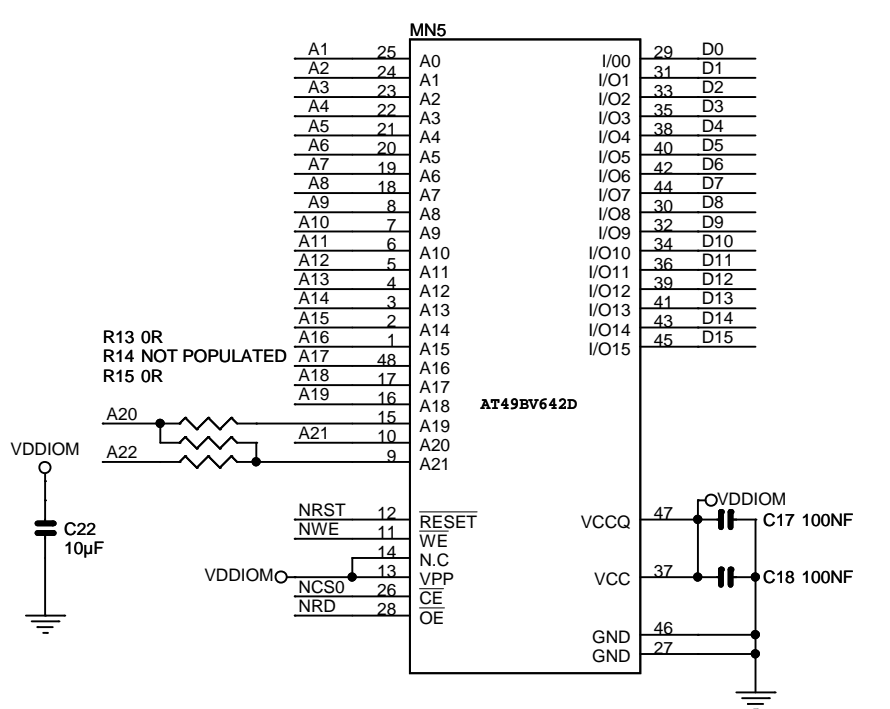 MN5
A1 25 A0 I/00 29 D0
A2 24 A1 I/O1 31 D1
A3 23 A2 I/O2 33 D2
A4 22 A3 I/O3 35 D3
A5 21 A4 I/O4 38 D4
A6 20 A5 I/O5 40 D5
A7 19 A6 I/O6 42 D6
A8 18 A7 I/O7 44 D7
A9 8 A8 I/O8 30 D8
A10 7 A9 I/O9 32 D9
A11 6 A10 I/O10 34 D10
A12 5 A11 I/O11 36 D11
A13 4 A12 I/O12 39 D12
A14 3 A13 I/O13 41 D13
A15 2 A14 I/O14 43 D14
R13 0R A16 1 A15 I/O15 45 D15
R14 NOT POPULATED A17 48 A16
R15 0R A18 17 A17
A19 16 A18 AT49BV642D
A20 15 A19
A21 10 A20
A22 9 A21
VDDIOM
C22
10µF
VDDIOM
NRST 12 RESET VCCQ 47 C17 100NF
NWE 11 WE
14 N.C
VDDIOM 13 VPP VCC 37 C18 100NF
NCS0 26 CE
NRD 28 OE
GND 46
GND 27